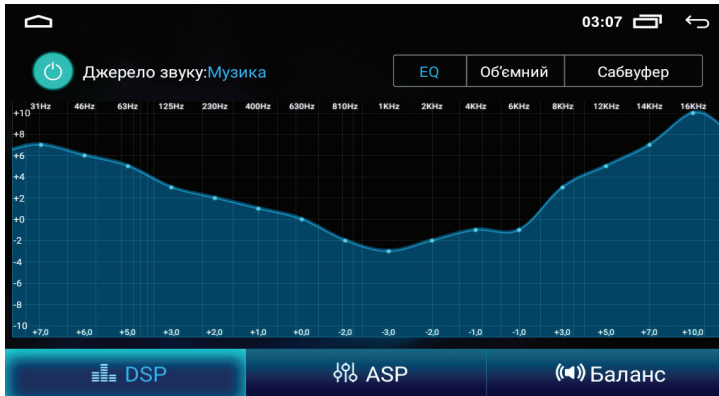 03:07
Джерело звуку:Музика
EQ Об'ємний Сабвуфер
31Hz 46Hz 63Hz 125Hz 230Hz 400Hz 630Hz 810Hz 1KHz 2KHz 4KHz 6KHz 8KHz 12KHz 14KHz 16KHz
+10
+8
+6
+4
+2
+0
-2
-4
-6
-8
-10
+7,0 +6,0 +5,0 +3,0 +2,0 +1,0 +0,0 -2,0 -3,0 -2,0 -1,0 -1,0 +3,0 +5,0 +7,0 +10,0
DSP ASP Баланс